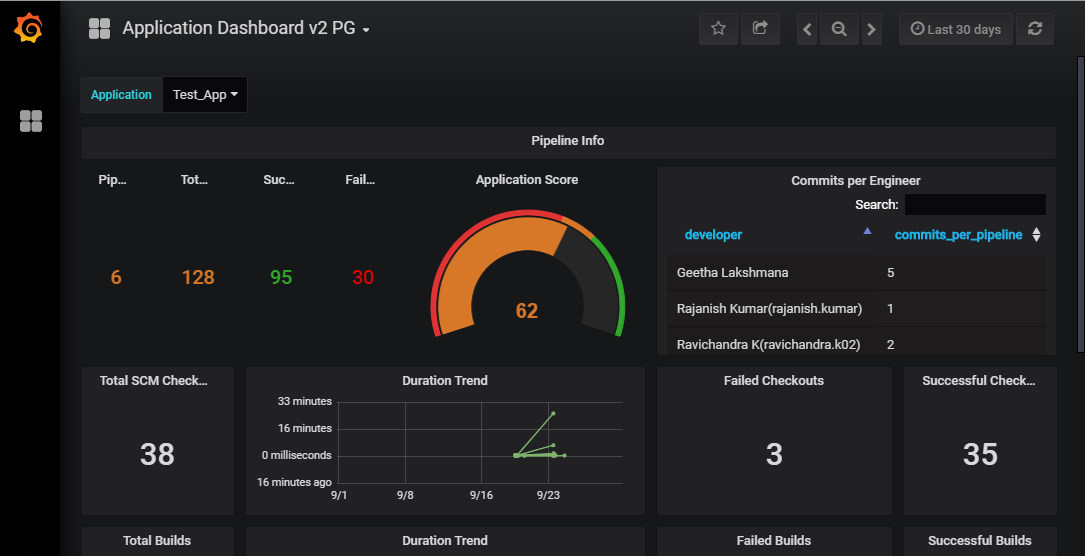 Application Dashboard v2 PG
Last 30 days
Application Test_App
Pipeline Info
Pip... Tot... Suc... Fail... Application Score
6 128 95 30 62
Commits per Engineer
Search:
developer commits_per_pipeline
Geetha Lakshmana 5
Rajanish Kumar(rajanish.kumar) 1
Ravichandra K(ravichandra.k02) 2
Total SCM Check...
38
Duration Trend
33 minutes
16 minutes
0 milliseconds
16 minutes ago
9/1 9/8 9/16 9/23
Failed Checkouts
3
Successful Check...
35
Total Builds
Duration Trend
Failed Builds
Successful Builds